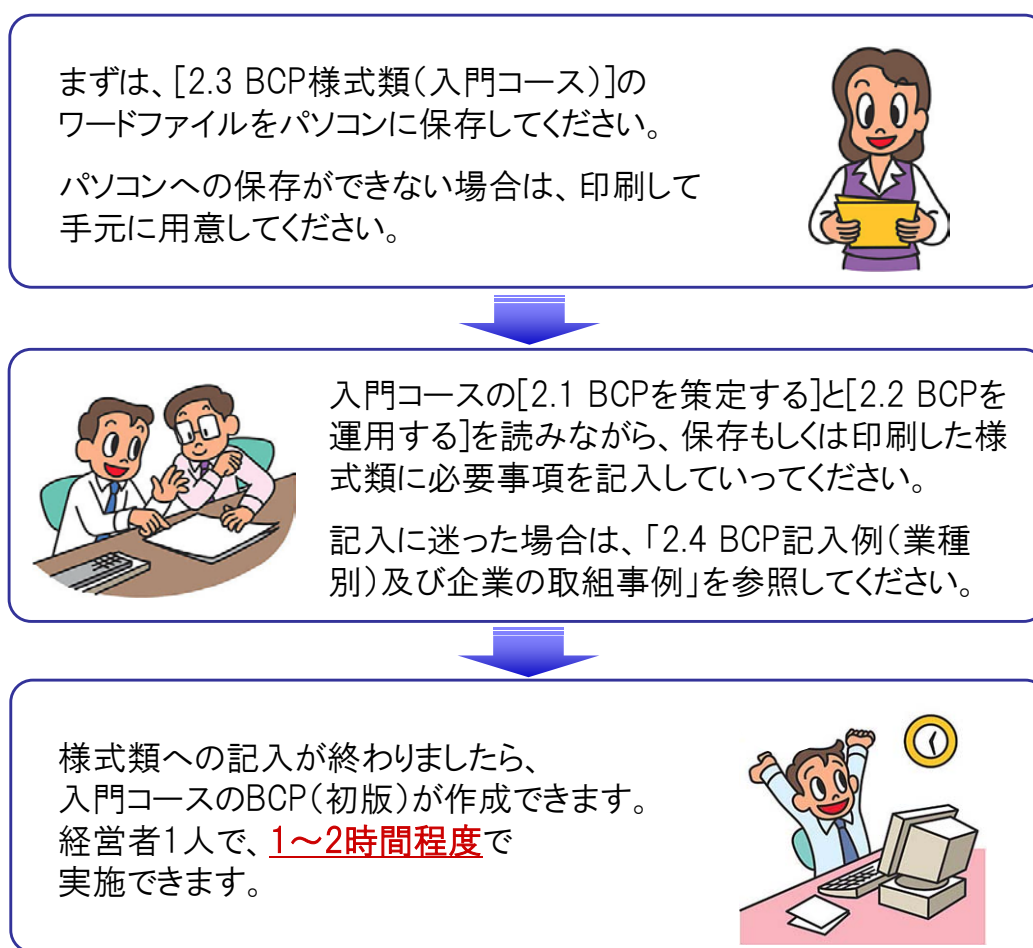 まずは、[2.3 BCP様式類（入門コース）]の
ワードファイルをパソコンに保存してください。
パソコンへの保存ができない場合は、印刷して
手元に用意してください。
入門コースの[2.1 BCPを策定する]と[2.2 BCPを
運用する]を読みながら、保存もしくは印刷した様
式類に必要事項を記入していってください。
記入に迷った場合は、「2.4 BCP記入例（業種
別）及び企業の取組事例」を参照してください。
様式類への記入が終わりましたら、
入門コースのBCP（初版）が作成できます。
経営者1人で、1～2時間程度で
実施できます。